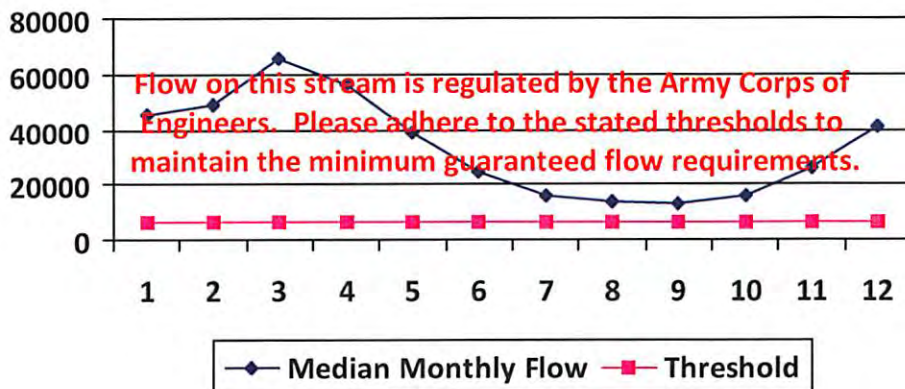 80000
60000
40000
20000
0
Flow on this stream is regulated by the Army Corps of
Engineers. Please adhere to the stated thresholds to
maintain the minimum guaranteed flow requirements.
1 2 3 4 5 6 7 8 9 10 11 12
Median Monthly Flow Threshold